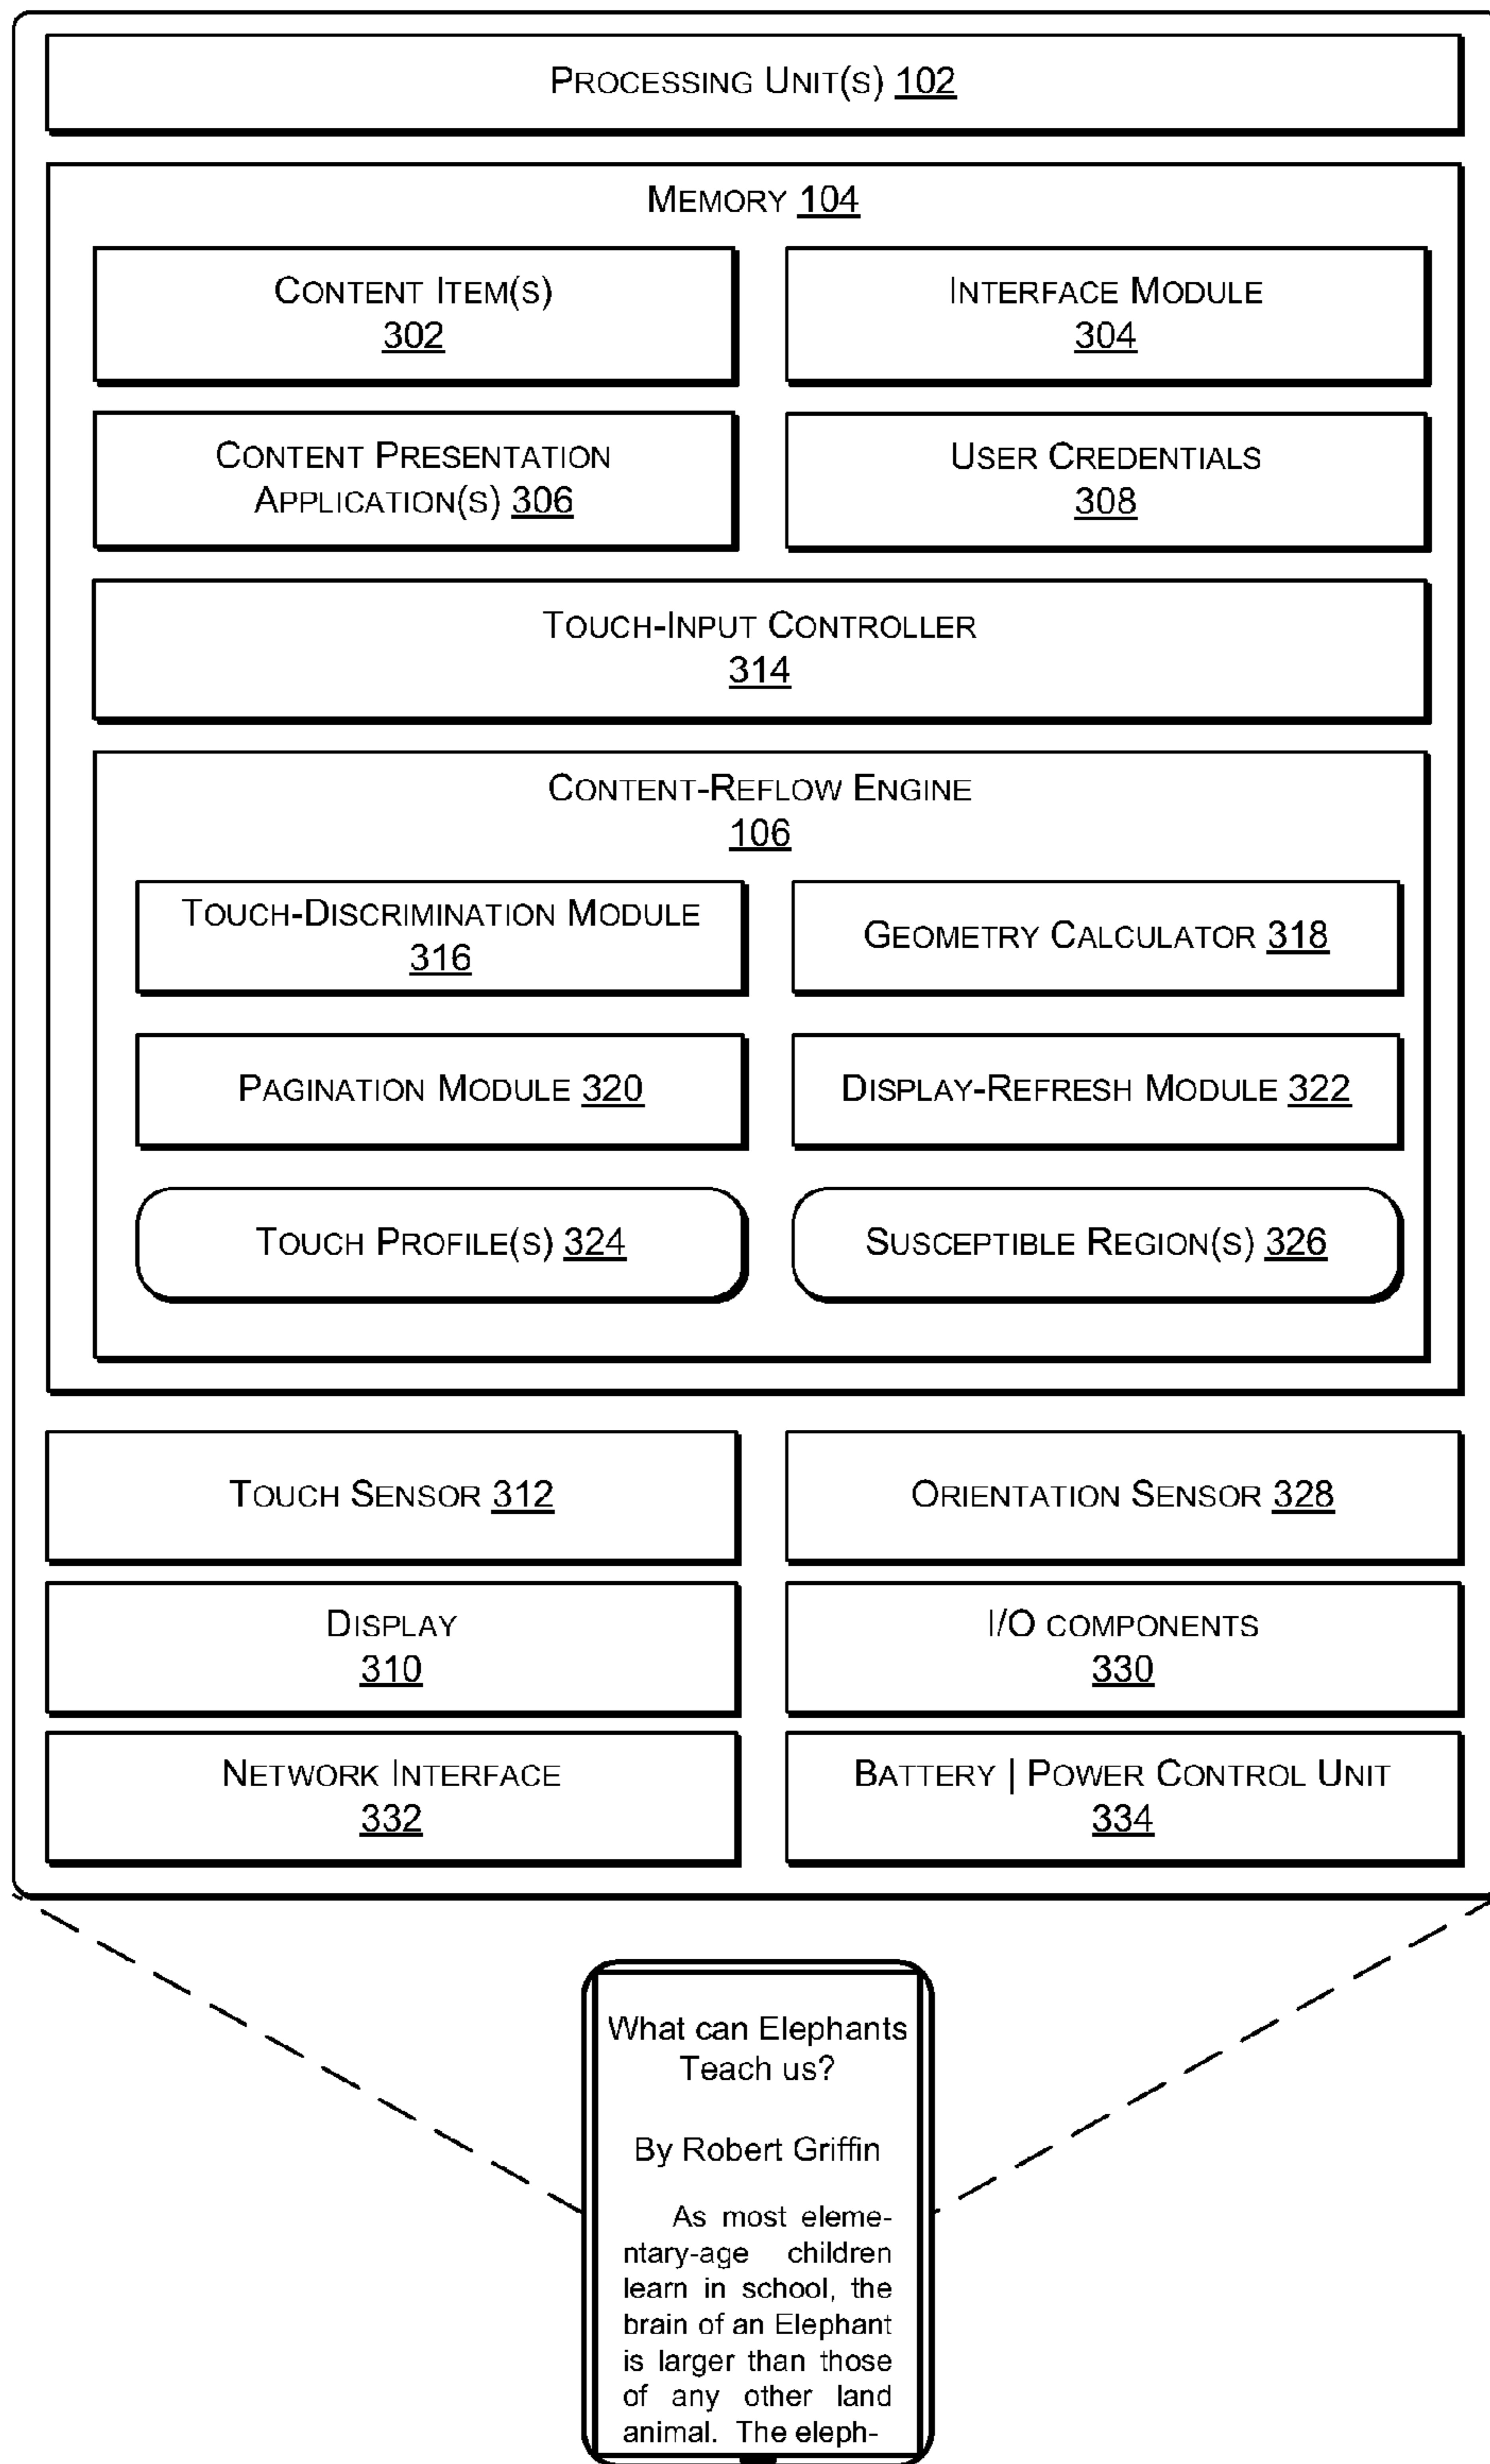 PROCESSING UNIT(S) 102
MEMORY 104
CONTENT ITEM(S)
302
INTERFACE MODULE
304
CONTENT PRESENTATION
APPLICATION(S) 306
USER CREDENTIALS
308
TOUCH-INPUT CONTROLLER
314
CONTENT-REFLOW ENGINE
106
TOUCH-DISCRIMINATION MODULE
316
GEOMETRY CALCULATOR 318
PAGINATION MODULE 320
DISPLAY-REFRESH MODULE 322
TOUCH PROFILE(S) 324
SUSCEPTIBLE REGION(S) 326
TOUCH SENSOR 312
ORIENTATION SENSOR 328
DISPLAY
310
I/O COMPONENTS
330
NETWORK INTERFACE
332
BATTERY | POWER CONTROL UNIT
334
What can Elephants
Teach us?
By Robert Griffin
As most eleme-
ntary-age children
learn in school, the
brain of an Elephant
is larger than those
of any other land
animal. The eleph-